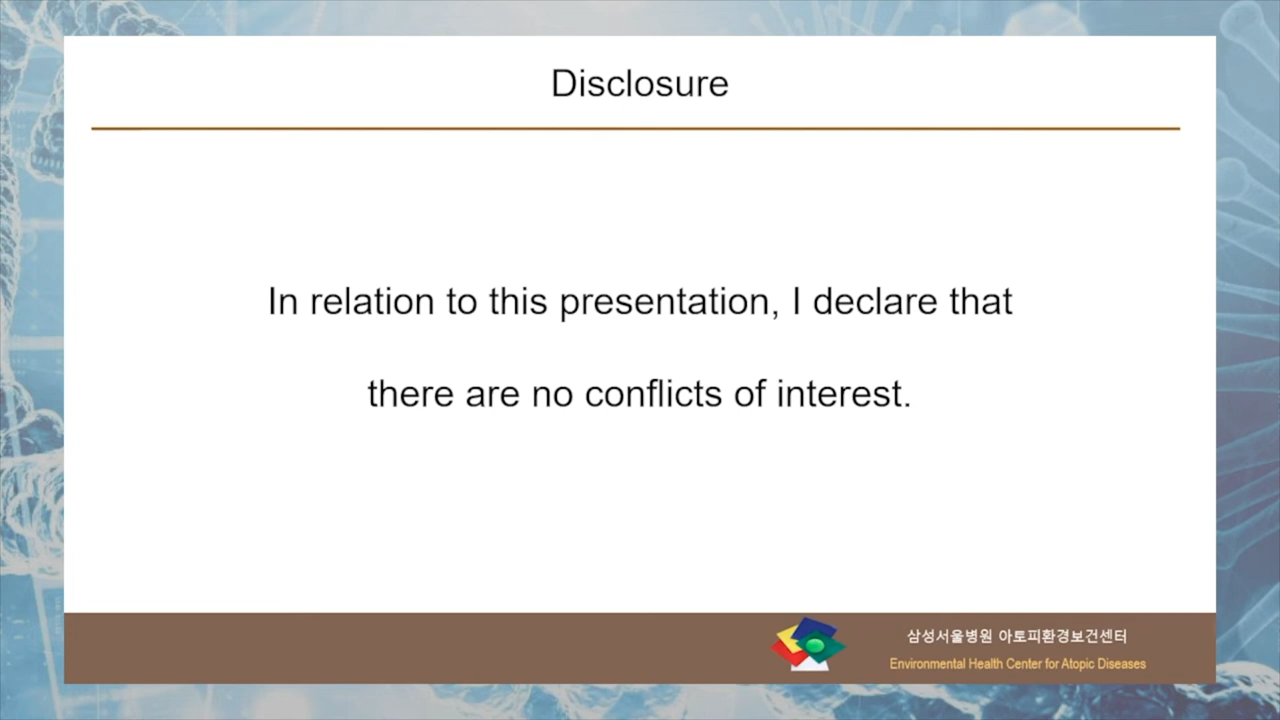 Disclosure
In relation to this presentation, I declare that
there are no conflicts of interest.
삼성서울병원 아토피환경보건센터
Environmental Health Center for Atopic Diseases